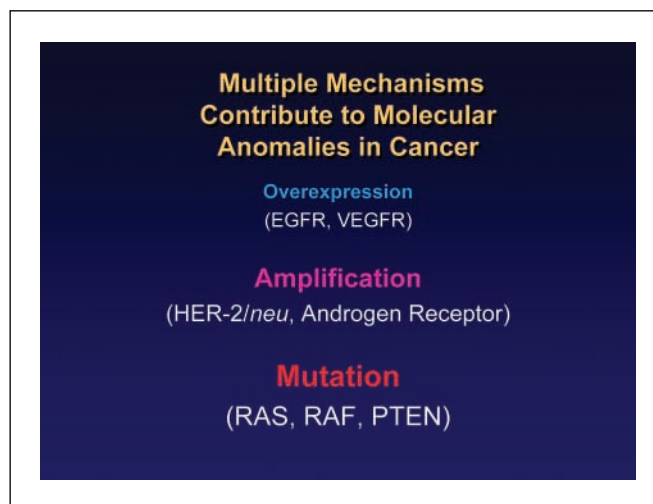 Multiple Mechanisms
Contribute to Molecular
Anomalies in Cancer
Overexpression
(EGFR, VEGFR)
Amplification
(HER-2/neu, Androgen Receptor)
Mutation
(RAS, RAF, PTEN)